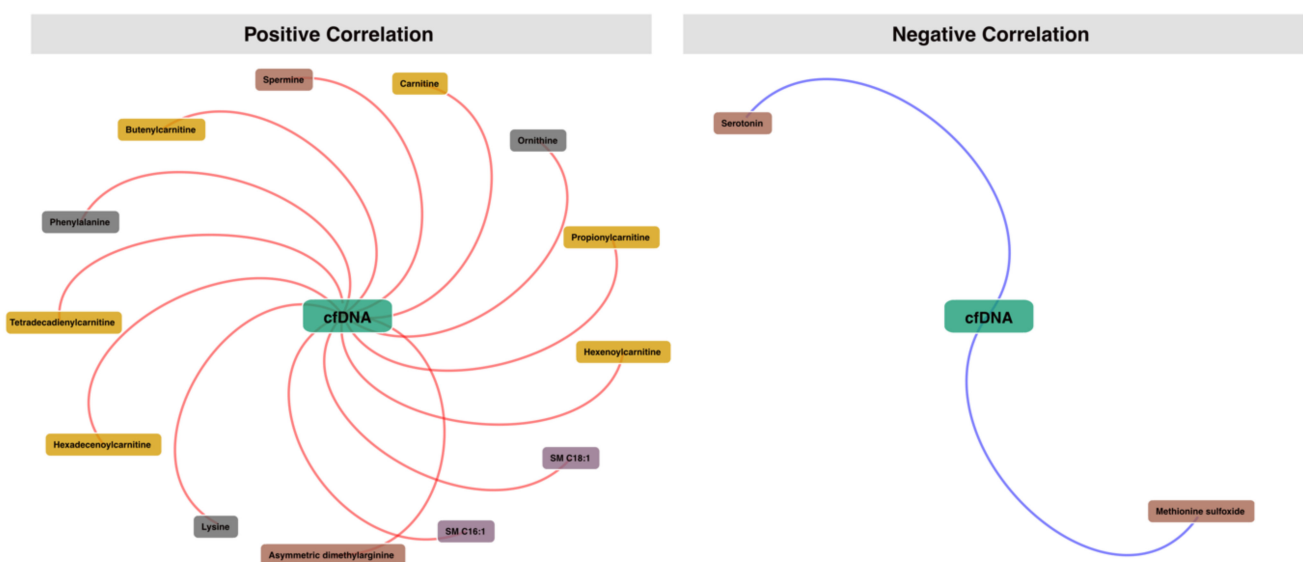 Positive Correlation
Negative Correlation
Spermine
Carnitine
Butenylcarnitine
Ornithine
Phenylalanine
Propionylcarnitine
Tetradecadienylcarnitine
cfDNA
Hexenoylcarnitine
Hexadecenoylcarnitine
SM C18:1
Lysine
SM C16:1
Asymmetric dimethylarginine
Serotonin
cfDNA
Methionine sulfoxide